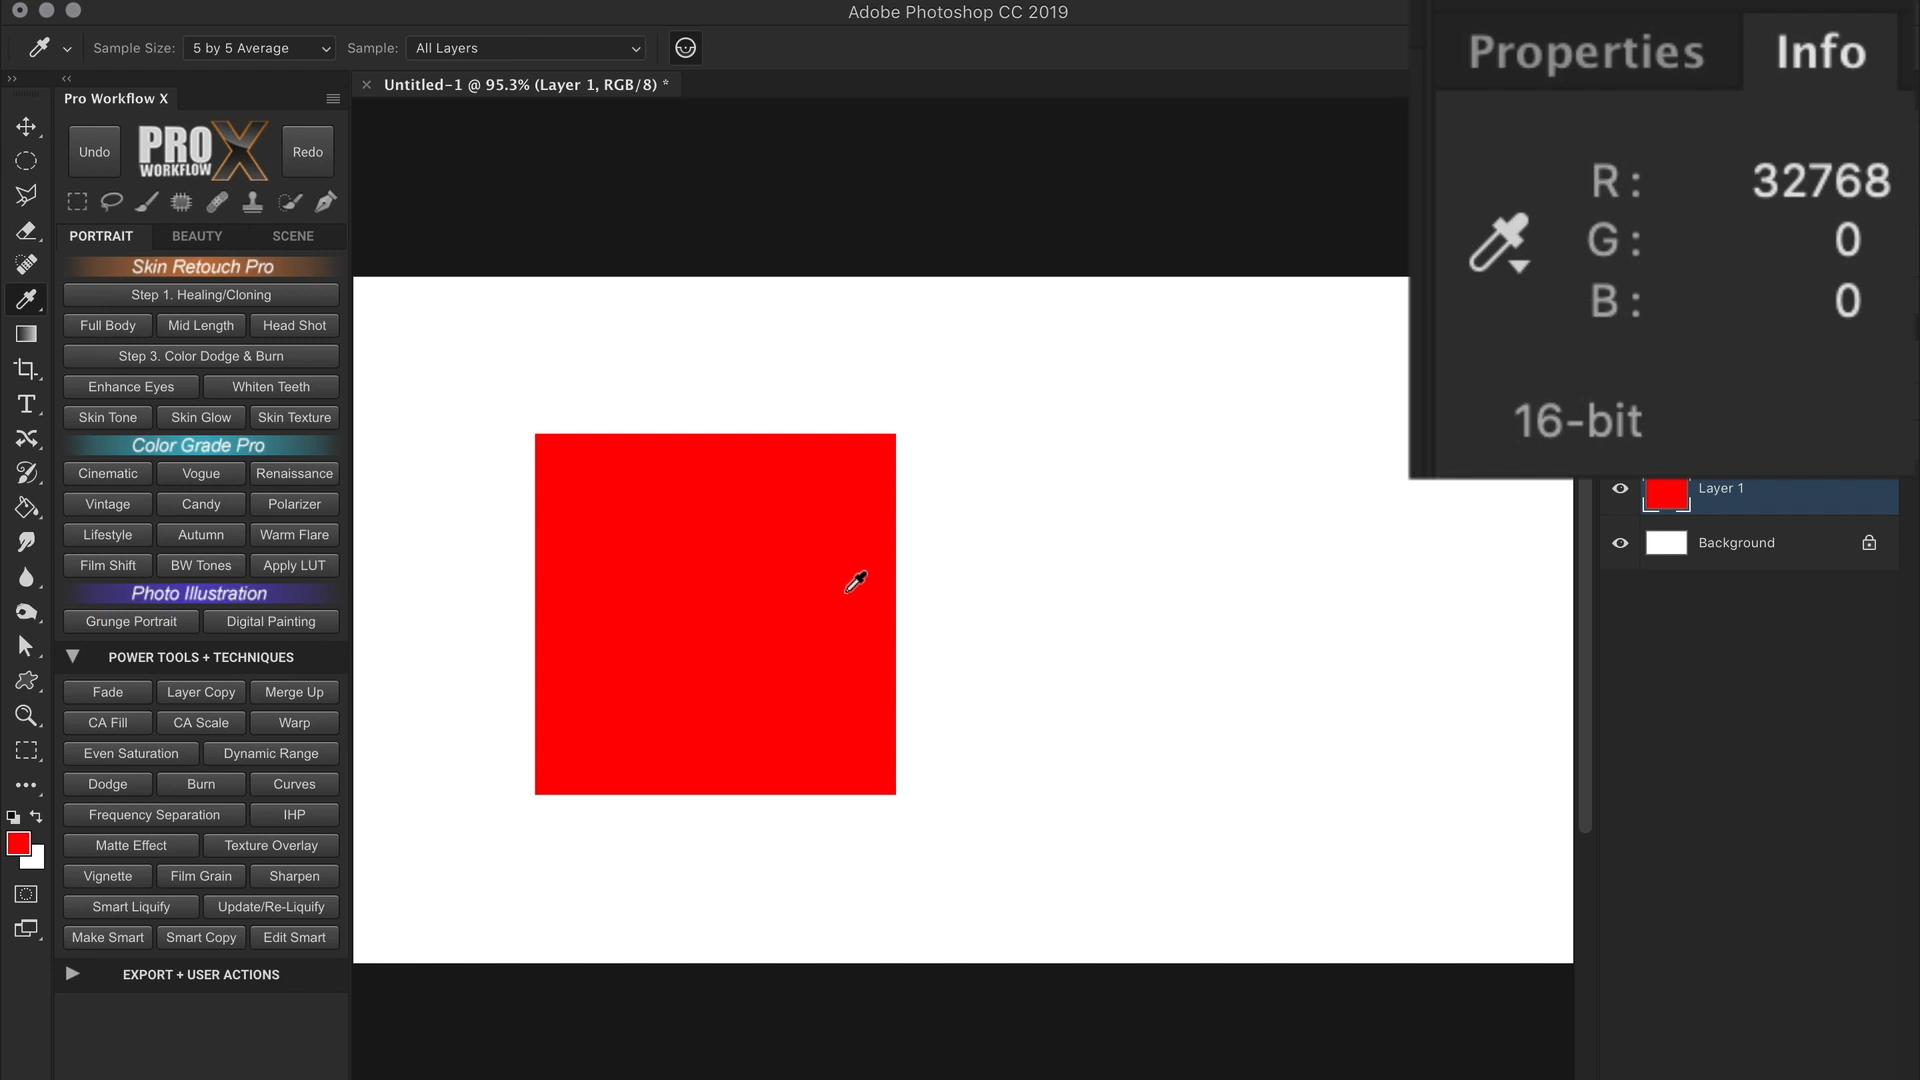 Adobe Photoshop CC 2019
Sample Size: 5 by 5 Average Sample: All Layers
Pro Workflow X
Untitled-1 @ 95.3% (Layer 1, RGB/8) *
Undo
PRO WORKFLOW X
Redo
PORTRAIT BEAUTY SCENE
Skin Retouch Pro
Step 1. Healing/Cloning
Full Body Mid Length Head Shot
Step 3. Color Dodge & Burn
Enhance Eyes Whiten Teeth
Skin Tone Skin Glow Skin Texture
Color Grade Pro
Cinematic Vogue Renaissance
Vintage Candy Polarizer
Lifestyle Autumn Warm Flare
Film Shift BW Tones Apply LUT
Photo Illustration
Grunge Portrait Digital Painting
POWER TOOLS + TECHNIQUES
Fade Layer Copy Merge Up
CA Fill CA Scale Warp
Even Saturation Dynamic Range
Dodge Burn Curves
Frequency Separation IHP
Matte Effect Texture Overlay
Vignette Film Grain Sharpen
Smart Liquify Update/Re-Liquify
Make Smart Smart Copy Edit Smart
EXPORT + USER ACTIONS
Properties Info
R : 32768
G : 0
B : 0
16-bit
Layer 1
Background